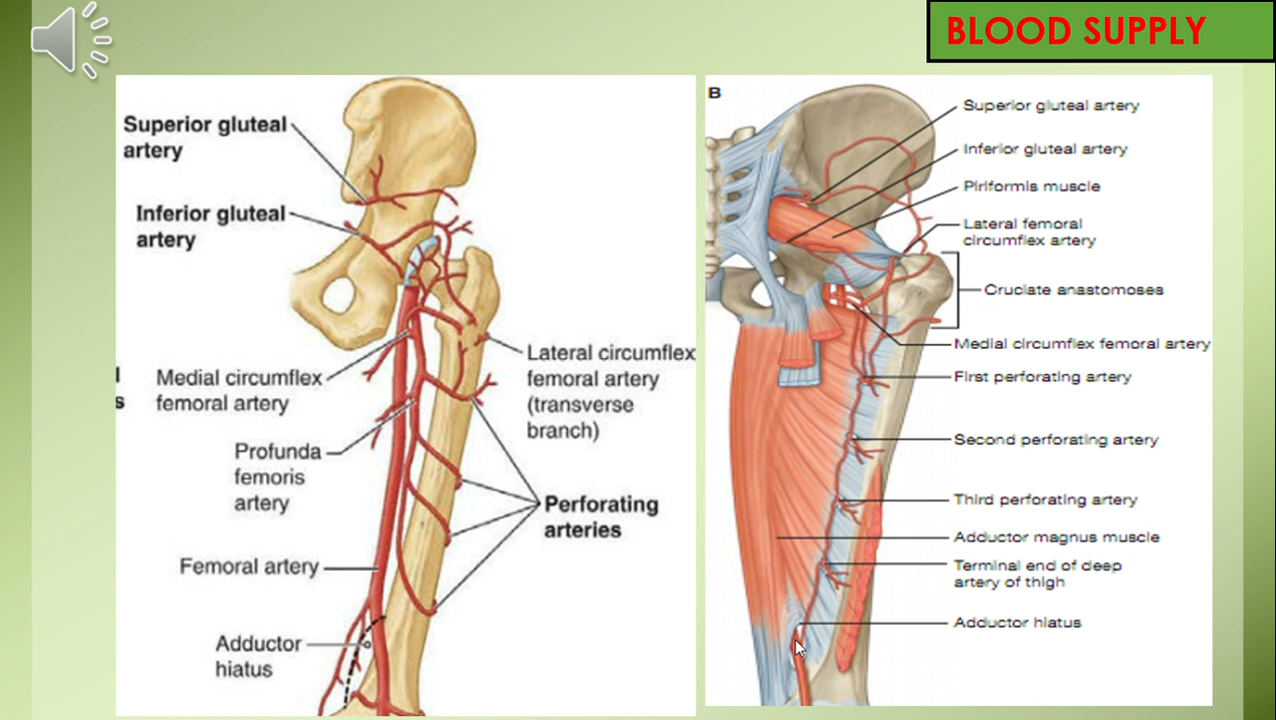 BLOOD SUPPLY
Superior gluteal
artery
Inferior gluteal
artery
l
s
Medial circumflex
femoral artery
Profunda
femoris
artery
Femoral artery
Adductor
hiatus
Lateral circumflex
femoral artery
(transverse
branch)
Perforating
arteries
B
Superior gluteal artery
Inferior gluteal artery
Piriformis muscle
Lateral femoral
circumflex artery
Cruciate anastomoses
Medial circumflex femoral artery
First perforating artery
Second perforating artery
Third perforating artery
Adductor magnus muscle
Terminal end of deep
artery of thigh
Adductor hiatus